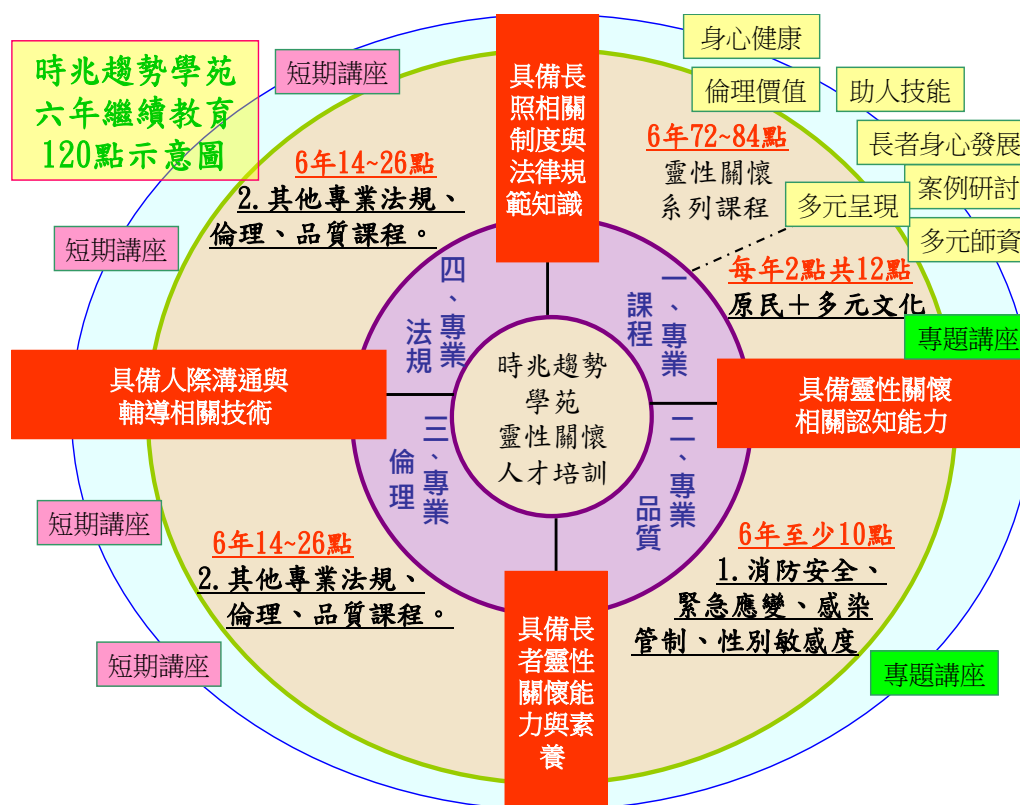 時兆趨勢學苑
六年繼續教育
120點示意圖
短期講座
具備長
照相關
制度與
法律規
範知識
身心健康
倫理價值
助人技能
長者身心發展
案例研討
多元師資
多元呈現
6年72~84點
靈性關懷
系列課程
6年14~26點
2.其他專業法規、
倫理、品質課程。
短期講座
每年2點共12點
原民＋多元文化
專題講座
四、專業
法規
一、專業
課程
時兆趨勢
學苑
靈性關懷
人才培訓
具備人際溝通與
輔導相關技術
具備靈性關懷
相關認知能力
三、專業
倫理
二、專業
品質
短期講座
6年14~26點
2.其他專業法規、
倫理、品質課程。
6年至少10點
1.消防安全、
緊急應變、感染
管制、性別敏感度
具備長
者靈性
關懷能
力與素
養
短期講座
專題講座